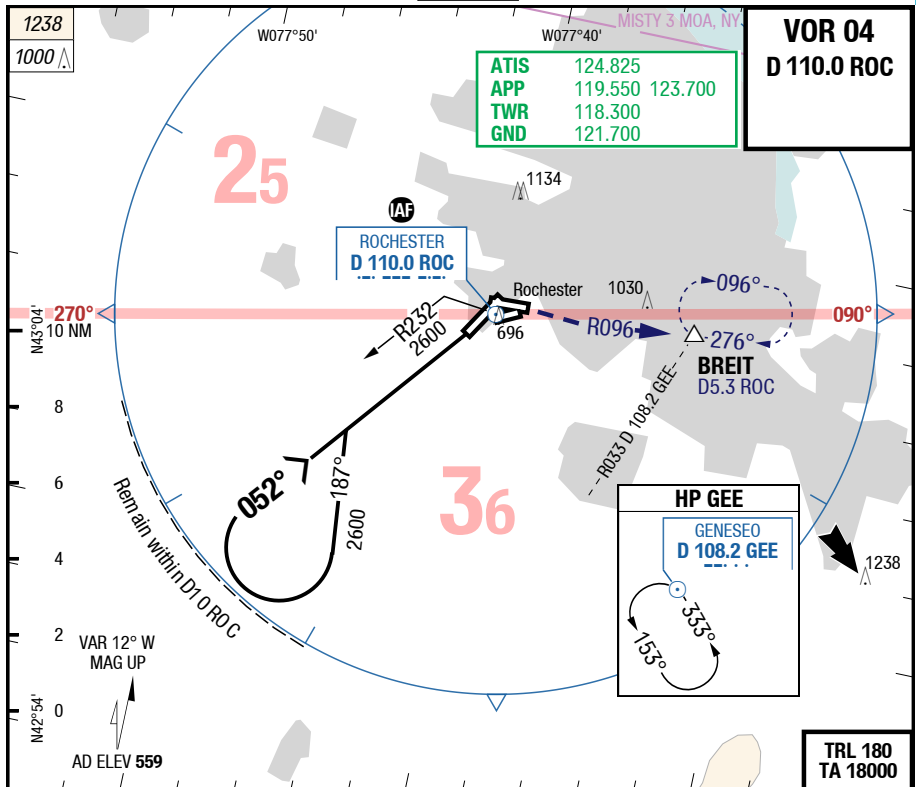 1238
1000
W077°50'
W077°40'
MISTY 3 MOA, NY
VOR 04
D 110.0 ROC
ATIS 124.825
APP 119.550 123.700
TWR 118.300
GND 121.700
25
1134
IAF
ROCHESTER
D 110.0 ROC
Rochester
1030
096°
270°
090°
N43°04'
10 NM
R232
2600
696
R096
276°
BREIT
D5.3 ROC
R033 D 108.2 GEE
8
6
4
2
0
052°
187°
2600
36
Remain within D10 ROC
HP GEE
GENESEO
D 108.2 GEE
333°
153°
1238
VAR 12° W
MAG UP
N42°54'
AD ELEV 559
TRL 180
TA 18000